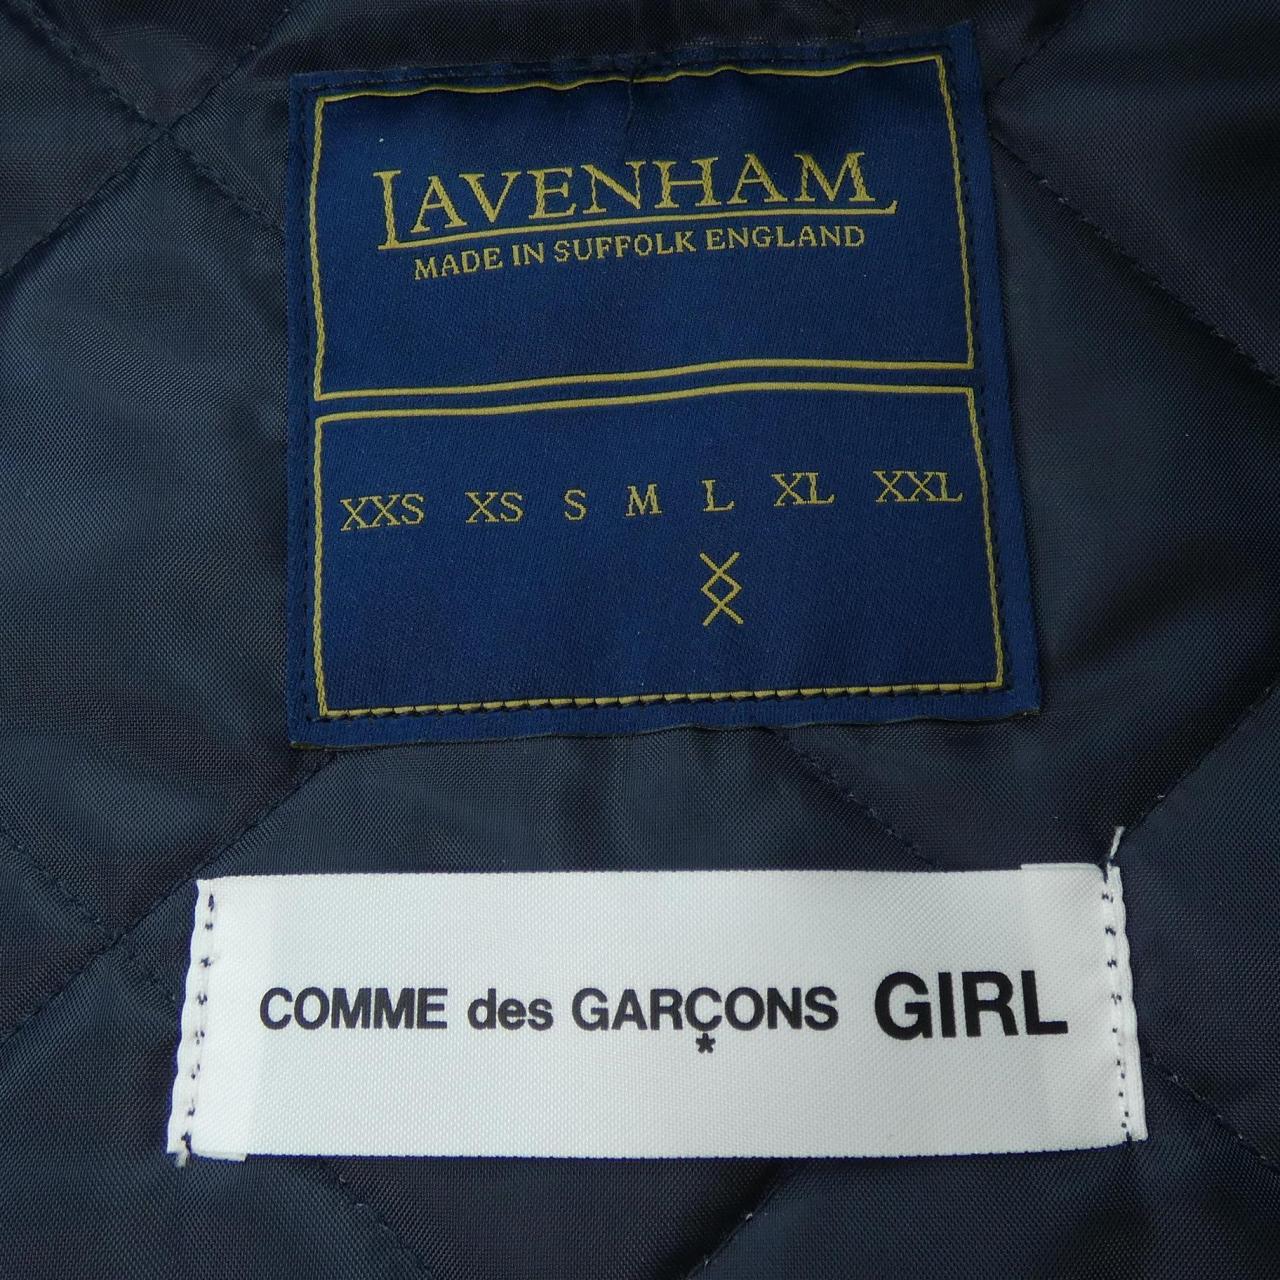 LAVENHAM
MADE IN SUFFOLK ENGLAND
XXS XS S M L XL XXL
COMME des GARÇONS GIRL
*